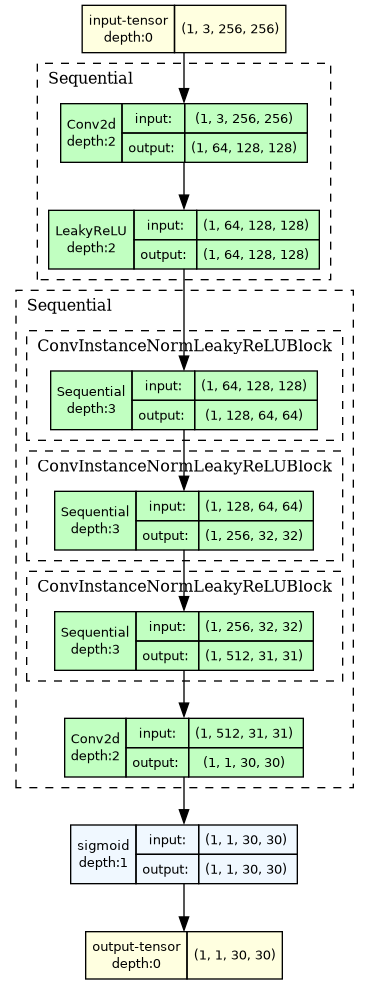 input-tensor
depth:0
(1, 3, 256, 256)
Sequential
Conv2d
depth:2
input:
(1, 3, 256, 256)
output:
(1, 64, 128, 128)
LeakyReLU
depth:2
input:
(1, 64, 128, 128)
output:
(1, 64, 128, 128)
Sequential
ConvInstanceNormLeakyReLUBlock
Sequential
depth:3
input:
(1, 64, 128, 128)
output:
(1, 128, 64, 64)
ConvInstanceNormLeakyReLUBlock
Sequential
depth:3
input:
(1, 128, 64, 64)
output:
(1, 256, 32, 32)
ConvInstanceNormLeakyReLUBlock
Sequential
depth:3
input:
(1, 256, 32, 32)
output:
(1, 512, 31, 31)
Conv2d
depth:2
input:
(1, 512, 31, 31)
output:
(1, 1, 30, 30)
sigmoid
depth:1
input:
(1, 1, 30, 30)
output:
(1, 1, 30, 30)
output-tensor
depth:0
(1, 1, 30, 30)